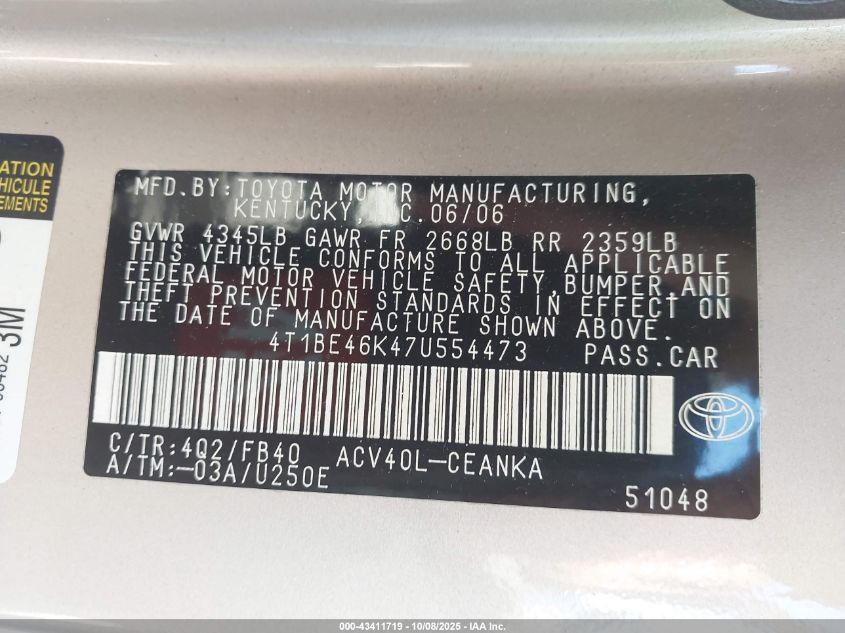 ATION
HICULE
EMENTS
3M
MFD.BY:TOYOTA MOTOR MANUFACTURING,
KENTUCKY, C.06/06
GVWR 4345LB GAWR FR 2668LB RR 2359LB
THIS VEHICLE CONFORMS TO ALL APPLICABLE
FEDERAL MOTOR VEHICLE SAFETY,BUMPER,AND
THEFT PREVENTION STANDARDS IN EFFECT ON
THE DATE OF MANUFACTURE SHOWN ABOVE.
4T1BE46K47U554473 PASS.CAR
C/TR:4Q2/FB40 ACV40L-CEANKA
A/TM:-03A/U250E
51048
000-43411719 - 10/08/2025 - IAA Inc.